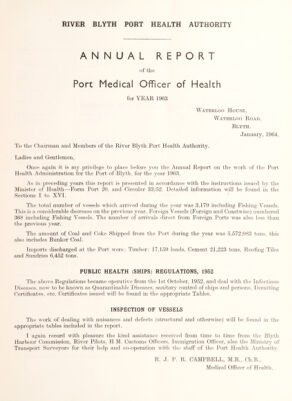 RIVER BLYTH PORT HEALTH AUTHORITY
ANNUAL REPORT
of the
Port Medical Officer of Health
for YEAR 1963
Waterloo House,
Waterloo Road,
Blyth.
January, 1964.
To the Chairman and Members of the River Blyth Port Health Authority.
Ladies and Gentlemen,
Once again it is my privilege to place before you the Annual Report on the work of the Port
Health Administration for the Port of Blyth, for the year 1963.
As in preceding years this report is presented in accordance with the instructions issued by the
Minister of Health—Form Port 20, and Circular 33/52. Detailed information will be found in the
Sections I to XVI.
The total number of vessels which arrived during the year was 3,179 including Fishing Vessels.
This is a considerable decrease on the previous year. Foreign Vessels (Foreign and Coastwise) numbered
368 including Fishing Vessels. The number of arrivals direct from Foreign Ports was also less than
the previous year.
The amount of Coal and Coke Shipped from the Port during the year was 5,572,983 tons, this
also includes Bunker Coal.
Imports discharged at the Port were: Timber: 17,159 loads, Cement 21,223 tons, Roofing Tiles
and Sundries 6,452 tons.
PUBLIC HEALTH (SHIPS) REGULATIONS, 1952
The above Regulations became operative from the 1st October, 1952, and deal with the Infectious
Diseases, now to be known as Quarantinable Diseases, sanitary control of ships and persons. Deratting
Certificates, etc. Certificates issued will be found in the appropriate Tables.
INSPECTION OF VESSELS
The work of dealing with nuisances and defects (structural and otherwise) will be found in the
appropriate tables included in the report.
I again record with pleasure the kind assistance received from time to time from the Blyth
Harbour Commission, River Pilots, H.M. Customs Officers, Immigration Officer, also the Ministry of
Transport Surveyors for their help and co-operation with the staff of the Port Health Authority.
R. J. F. R. CAMPBELL, M.B., Ch.B.,
Medical Officer of Health.